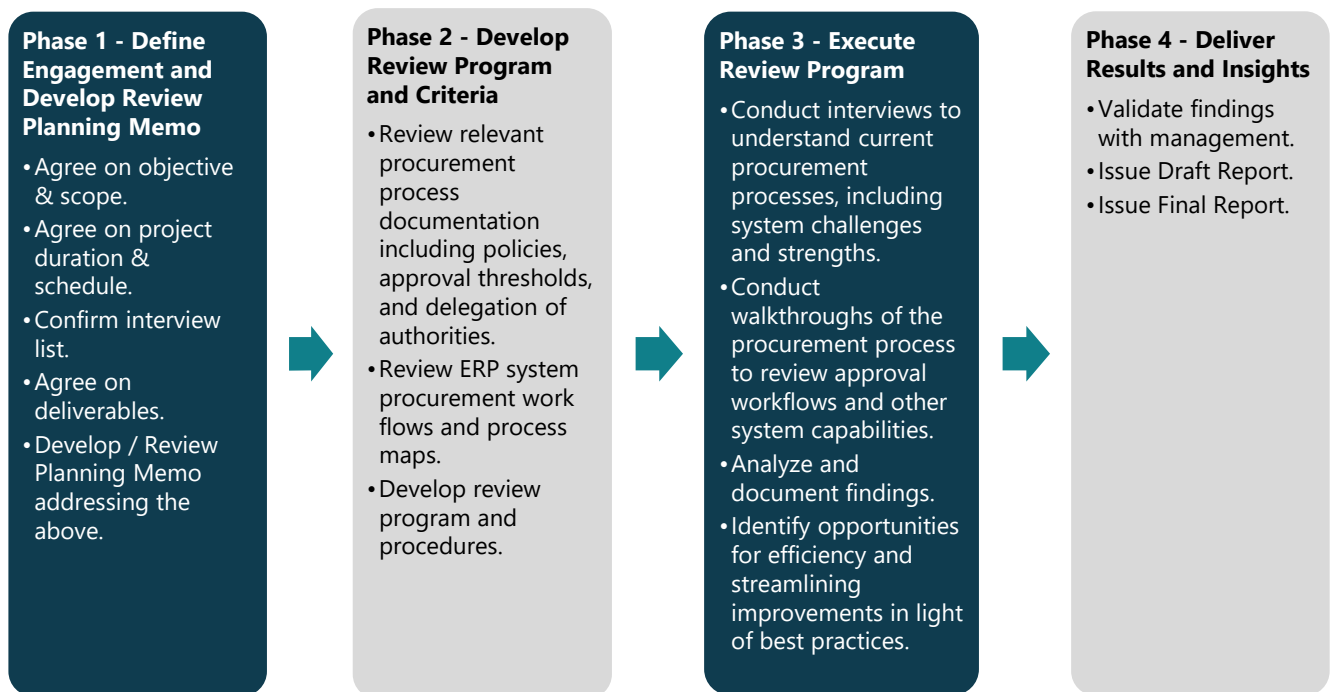 Phase 1 - Define
Engagement and
Develop Review
Planning Memo
•Agree on objective
& scope.
•Agree on project
duration &
schedule.
•Confirm interview
list.
•Agree on
deliverables.
•Develop / Review
Planning Memo
addressing the
above.
Phase 2 - Develop
Review Program
and Criteria
•Review relevant
procurement
process
documentation
including policies,
approval thresholds,
and delegation of
authorities.
•Review ERP system
procurement work
flows and process
maps.
•Develop review
program and
procedures.
Phase 3 - Execute
Review Program
•Conduct interviews to
understand current
procurement
processes, including
system challenges
and strengths.
•Conduct
walkthroughs of the
procurement process
to review approval
workflows and other
system capabilities.
•Analyze and
document findings.
•Identify opportunities
for efficiency and
streamlining
improvements in light
of best practices.
Phase 4 - Deliver
Results and Insights
•Validate findings
with management.
•Issue Draft Report.
•Issue Final Report.